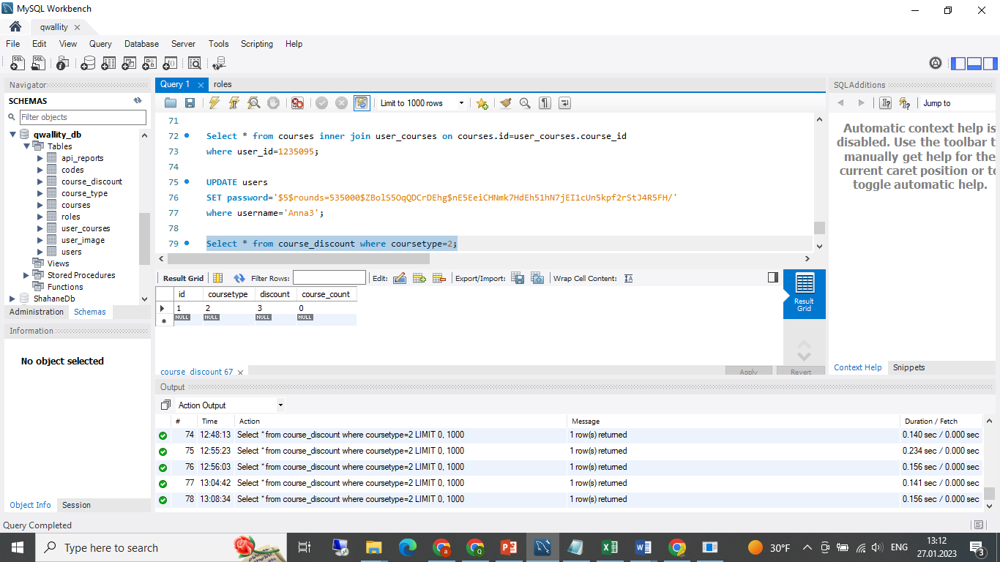 MySQL Workbench
qwallity
File Edit View Query Database Server Tools Scripting Help
Navigator
SCHEMAS
Filter objects
qwallity_db
Tables
api_reports
codes
course_discount
course_type
courses
roles
user_courses
user_image
users
Views
Stored Procedures
Functions
ShahaneDb
Administration Schemas
Information
No object selected
Object Info Session
Query 1 roles
Limit to 1000 rows
71
72 Select * from courses inner join user_courses on courses.id=user_courses.course_id
73 where user_id=1235095;
74
75 UPDATE users
76 SET password='$5$rounds=535000$ZBolS5OqQDCrDEhg$nE5EeiCHNmk7HdEh51hN7jEI1cUn5kpf2rStJ4R5FH/'
77 where username='Anna3';
78
79 Select * from course_discount where coursetype=2;
Result Grid Filter Rows: Edit: Export/Import: Wrap Cell Content:
id coursetype discount course_count
1 2 3 0
NULL NULL NULL NULL
Result Grid
course_discount 67 Apply Revert
SQLAdditions
Jump to
Automatic context help is
disabled. Use the toolbar t
manually get help for the
current caret position or to
toggle automatic help.
Context Help Snippets
Output
Action Output
# Time Action Message Duration / Fetch
74 12:48:13 Select * from course_discount where coursetype=2 LIMIT 0, 1000 1 row(s) returned 0.140 sec / 0.000 sec
75 12:55:23 Select * from course_discount where coursetype=2 LIMIT 0, 1000 1 row(s) returned 0.234 sec / 0.000 sec
76 12:56:03 Select * from course_discount where coursetype=2 LIMIT 0, 1000 1 row(s) returned 0.156 sec / 0.000 sec
77 13:04:42 Select * from course_discount where coursetype=2 LIMIT 0, 1000 1 row(s) returned 0.141 sec / 0.000 sec
78 13:08:34 Select * from course_discount where coursetype=2 LIMIT 0, 1000 1 row(s) returned 0.156 sec / 0.000 sec
Query Completed
Type here to search
30°F
ENG
13:12
27.01.2023
3